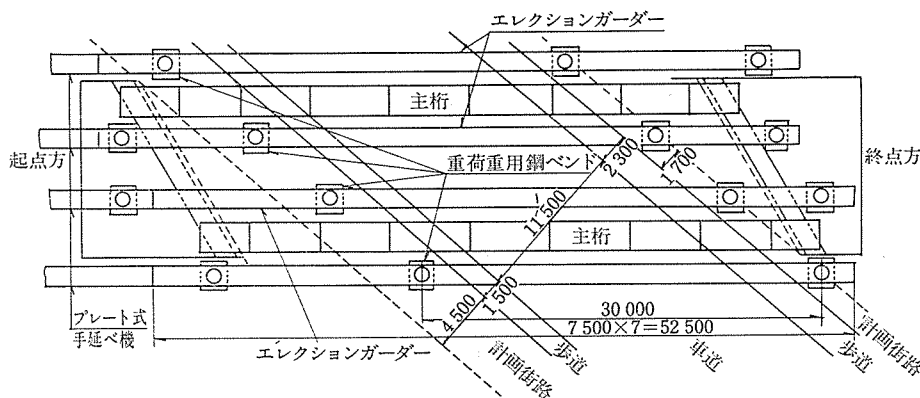 エレクションガーダー
主桁
起点方
重荷重用鋼ベンド
終点方
2 300
1 700
11 500
主桁
4 500
1 500
30 000
7 500×7=52 500
プレート式
手延べ機
エレクションガーダー
計画街路
歩道
車道
歩道
計画街路